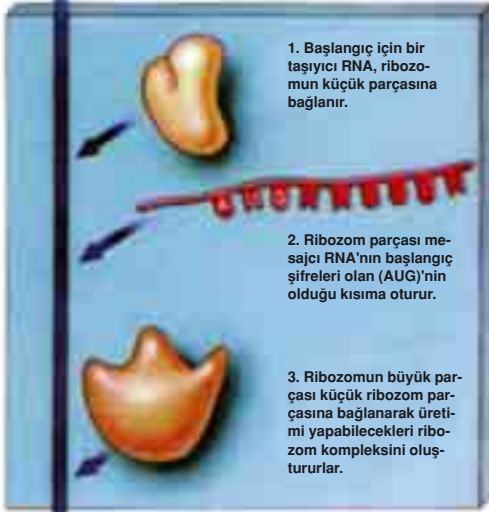 1. Başlangıç için bir
taşıyıcı RNA, ribozo-
mun küçük parçasına
bağlanır.
2. Ribozom parçası me-
sajcı RNA'nın başlangıç
şifreleri olan (AUG)'nin
olduğu kısıma oturur.
3. Ribozomun büyük par-
çası küçük ribozom par-
çasına bağlanarak üreti-
mi yapabilecekleri ribo-
zom kompleksini oluş-
tururlar.